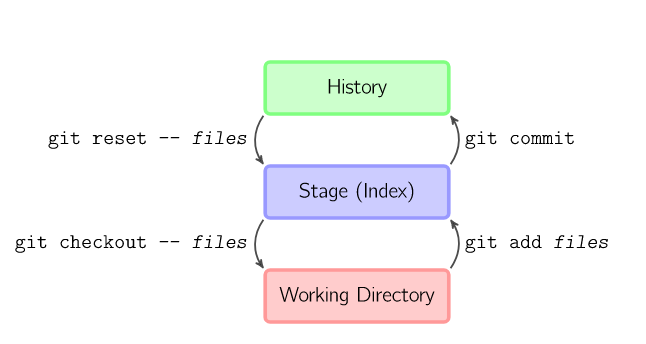 History
git reset -- files
git commit
Stage (Index)
git checkout -- files
git add files
Working Directory